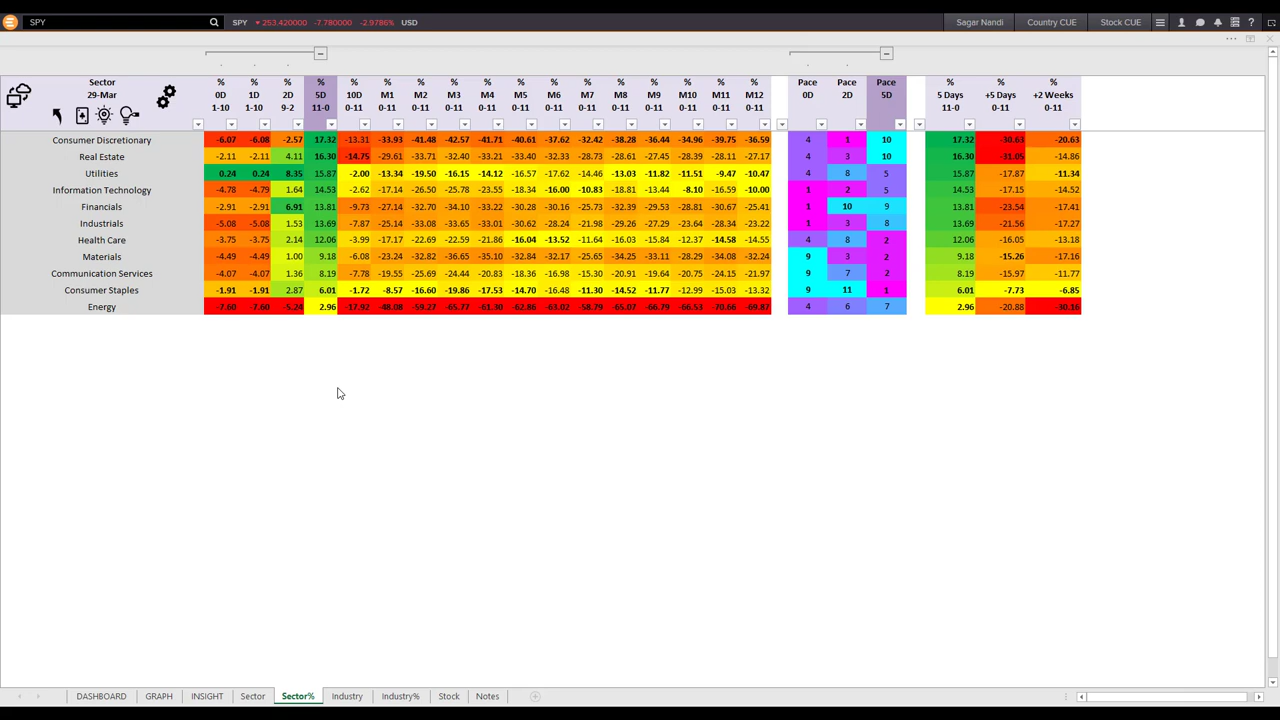 SPY SPY 253.420000 -7.780000 -2.9786% USD Sagar Nandi Country CUE Stock CUE
Sector % % % % % % % % % % % % % % % % % Pace Pace Pace % % %
29-Mar 0D 1D 2D 5D 10D M1 M2 M3 M4 M5 M6 M7 M8 M9 M10 M11 M12 0D 2D 5D 5 Days +5 Days +2 Weeks
1-10 1-10 9-2 11-0 0-11 0-11 0-11 0-11 0-11 0-11 0-11 0-11 0-11 0-11 0-11 0-11 0-11 11-0 0-11 0-11
Consumer Discretionary -6.07 -6.08 -2.57 17.32 -13.31 -33.93 -41.48 -42.57 -41.71 -40.61 -37.62 -32.42 -38.28 -36.44 -34.96 -39.75 -36.59 4 1 10 17.32 -30.63 -20.63
Real Estate -2.11 -2.11 4.11 16.30 -14.75 -29.61 -33.71 -32.40 -33.21 -33.40 -32.33 -28.73 -28.61 -27.45 -28.39 -28.11 -27.17 4 3 10 16.30 -31.05 -14.86
Utilities 0.24 0.24 8.35 15.87 -2.00 -13.34 -19.50 -16.15 -14.12 -16.57 -17.62 -14.46 -13.03 -11.82 -11.51 -9.47 -10.47 4 8 5 15.87 -17.87 -11.34
Information Technology -4.78 -4.79 1.64 14.53 -2.62 -17.14 -26.50 -25.78 -23.55 -18.34 -16.00 -10.83 -18.81 -13.44 -8.10 -16.59 -10.00 1 2 5 14.53 -17.15 -14.52
Financials -2.91 -2.91 6.91 13.81 -9.73 -27.14 -32.70 -34.10 -33.22 -30.28 -30.16 -25.73 -32.39 -29.53 -28.81 -30.67 -25.41 1 10 9 13.81 -23.54 -17.41
Industrials -5.08 -5.08 1.53 13.69 -7.87 -25.14 -33.08 -33.65 -33.01 -30.62 -28.24 -21.98 -29.26 -27.29 -23.64 -28.34 -23.22 1 3 8 13.69 -21.56 -17.27
Health Care -3.75 -3.75 2.14 12.06 -3.99 -17.17 -22.69 -22.59 -21.86 -16.04 -13.52 -11.64 -16.03 -15.84 -12.37 -14.58 -14.55 4 8 2 12.06 -16.05 -13.18
Materials -4.49 -4.49 1.00 9.18 -6.08 -23.34 -32.82 -36.65 -35.10 -32.84 -32.17 -25.65 -34.25 -33.11 -28.29 -34.08 -32.24 9 3 2 9.18 -15.26 -17.16
Communication Services -4.07 -4.07 1.36 8.19 -7.78 -19.55 -25.69 -24.44 -20.83 -18.36 -16.98 -15.30 -20.91 -19.64 -20.75 -24.15 -21.97 9 7 2 8.19 -15.97 -11.77
Consumer Staples -1.91 -1.91 2.87 6.01 -1.72 -8.57 -16.60 -19.86 -17.53 -14.70 -16.48 -11.30 -14.52 -11.77 -12.99 -15.03 -13.32 9 11 1 6.01 -7.73 -6.85
Energy -7.60 -7.60 -5.24 2.96 -17.92 -48.08 -59.27 -65.77 -61.30 -62.86 -63.02 -58.79 -65.07 -66.79 -66.53 -70.66 -69.87 4 6 7 2.96 -20.88 -30.16
DASHBOARD GRAPH INSIGHT Sector Sector% Industry Industry% Stock Notes